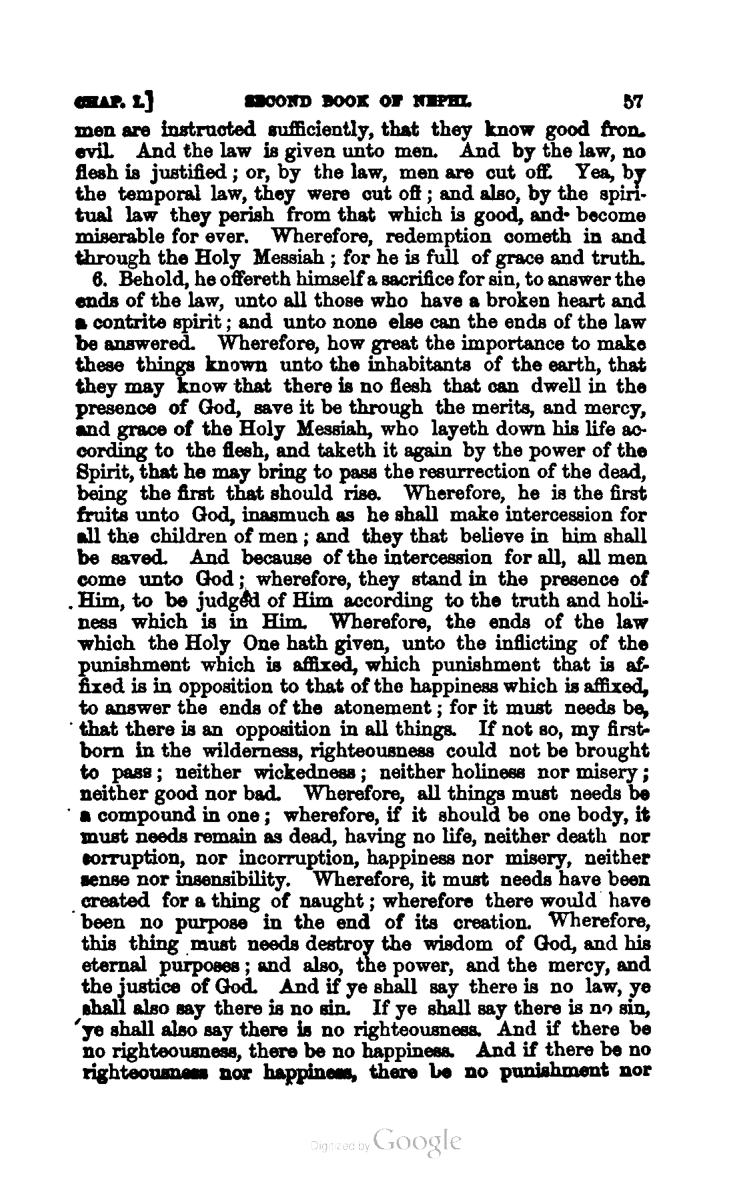 CHAP. I.] SECOND BOOK OF NEPHI. 57
men are instructed sufficiently, that they know good from
evil. And the law is given unto men. And by the law, no
flesh is justified; or, by the law, men are cut off. Yea, by
the temporal law, they were cut off; and also, by the spiri-
tual law they perish from that which is good, and become
miserable for ever. Wherefore, redemption cometh in and
through the Holy Messiah; for he is full of grace and truth.
6. Behold, he offereth himself a sacrifice for sin, to answer the
ends of the law, unto all those who have a broken heart and
a contrite spirit; and unto none else can the ends of the law
be answered. Wherefore, how great the importance to make
these things known unto the inhabitants of the earth, that
they may know that there is no flesh that can dwell in the
presence of God, save it be through the merits, and mercy,
and grace of the Holy Messiah, who layeth down his life ac-
cording to the flesh, and taketh it again by the power of the
Spirit, that he may bring to pass the resurrection of the dead,
being the first that should rise. Wherefore, he is the first
fruits unto God, inasmuch as he shall make intercession for
all the children of men; and they that believe in him shall
be saved. And because of the intercession for all, all men
come unto God; wherefore, they stand in the presence of
Him, to be judged of Him according to the truth and holi-
ness which is in Him. Wherefore, the ends of the law
which the Holy One hath given, unto the inflicting of the
punishment which is affixed, which punishment that is af-
fixed is in opposition to that of the happiness which is affixed,
to answer the ends of the atonement; for it must needs be,
that there is an opposition in all things. If not so, my first-
born in the wilderness, righteousness could not be brought
to pass; neither wickedness; neither holiness nor misery;
neither good nor bad. Wherefore, all things must needs be
a compound in one; wherefore, if it should be one body, it
must needs remain as dead, having no life, neither death nor
corruption, nor incorruption, happiness nor misery, neither
sense nor insensibility. Wherefore, it must needs have been
created for a thing of naught; wherefore there would have
been no purpose in the end of its creation. Wherefore,
this thing must needs destroy the wisdom of God, and his
eternal purposes; and also, the power, and the mercy, and
the justice of God. And if ye shall say there is no law, ye
shall also say there is no sin. If ye shall say there is no sin,
ye shall also say there is no righteousness. And if there be
no righteousness, there be no happiness. And if there be no
righteousness nor happiness, there be no punishment nor
Digitized by Google